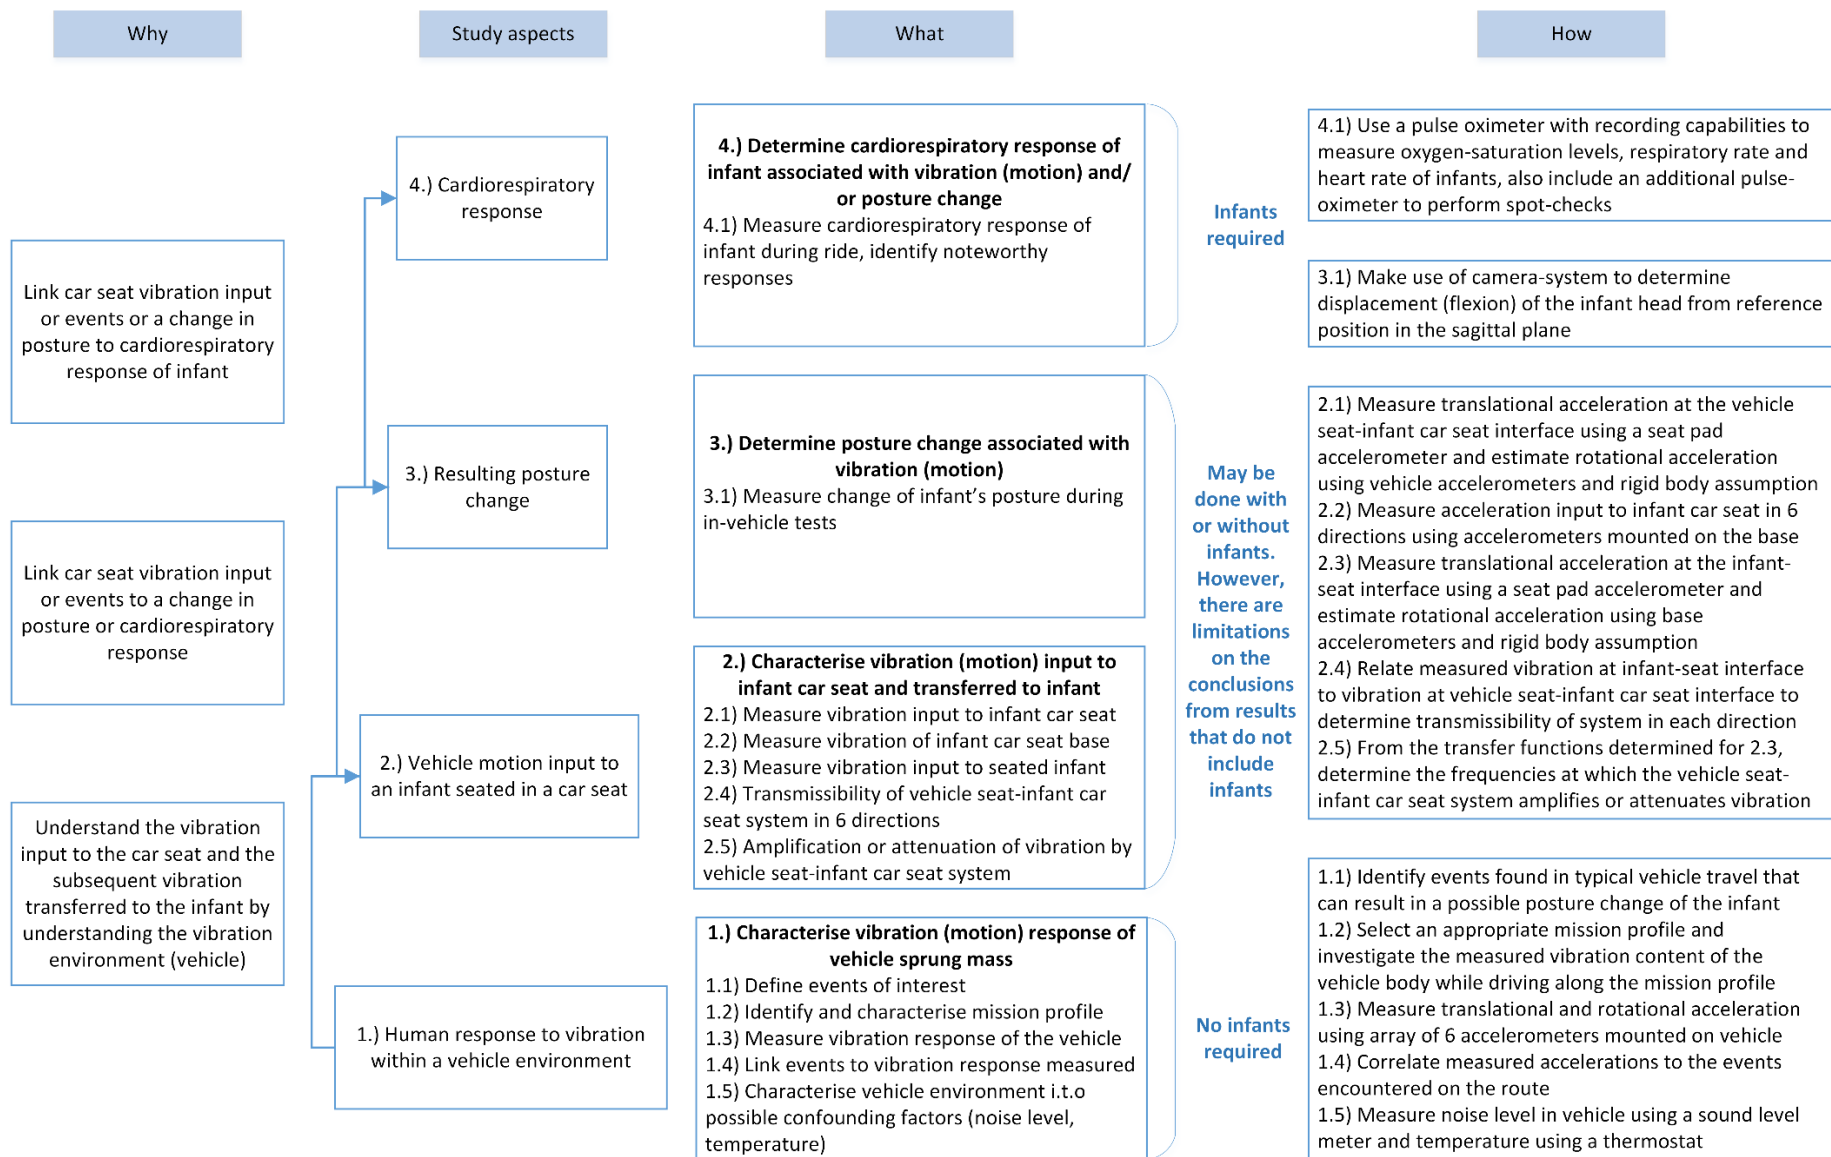 Why
Study aspects
What
How
Link car seat vibration input
or events or a change in
posture to cardiorespiratory
response of infant
Link car seat vibration input
or events to a change in
posture or cardiorespiratory
response
Understand the vibration
input to the car seat and the
subsequent vibration
transferred to the infant by
understanding the vibration
environment (vehicle)
4.) Cardiorespiratory
response
3.) Resulting posture
change
2.) Vehicle motion input to
an infant seated in a car seat
1.) Human response to vibration
within a vehicle environment
4.) Determine cardiorespiratory response of
infant associated with vibration (motion) and/
or posture change
4.1) Measure cardiorespiratory response of
infant during ride, identify noteworthy
responses
3.) Determine posture change associated with
vibration (motion)
3.1) Measure change of infant’s posture during
in-vehicle tests
2.) Characterise vibration (motion) input to
infant car seat and transferred to infant
2.1) Measure vibration input to infant car seat
2.2) Measure vibration of infant car seat base
2.3) Measure vibration input to seated infant
2.4) Transmissibility of vehicle seat-infant car
seat system in 6 directions
2.5) Amplification or attenuation of vibration by
vehicle seat-infant car seat system
1.) Characterise vibration (motion) response of
vehicle sprung mass
1.1) Define events of interest
1.2) Identify and characterise mission profile
1.3) Measure vibration response of the vehicle
1.4) Link events to vibration response measured
1.5) Characterise vehicle environment i.t.o
possible confounding factors (noise level,
temperature)
Infants
required
May be
done with
or without
infants.
However,
there are
limitations
on the
conclusions
from results
that do not
include
infants
No infants
required
4.1) Use a pulse oximeter with recording capabilities to
measure oxygen-saturation levels, respiratory rate and
heart rate of infants, also include an additional pulse-
oximeter to perform spot-checks
3.1) Make use of camera-system to determine
displacement (flexion) of the infant head from reference
position in the sagittal plane
2.1) Measure translational acceleration at the vehicle
seat-infant car seat interface using a seat pad
accelerometer and estimate rotational acceleration
using vehicle accelerometers and rigid body assumption
2.2) Measure acceleration input to infant car seat in 6
directions using accelerometers mounted on the base
2.3) Measure translational acceleration at the infant-
seat interface using a seat pad accelerometer and
estimate rotational acceleration using base
accelerometers and rigid body assumption
2.4) Relate measured vibration at infant-seat interface
to vibration at vehicle seat-infant car seat interface to
determine transmissibility of system in each direction
2.5) From the transfer functions determined for 2.3,
determine the frequencies at which the vehicle seat-
infant car seat system amplifies or attenuates vibration
1.1) Identify events found in typical vehicle travel that
can result in a possible posture change of the infant
1.2) Select an appropriate mission profile and
investigate the measured vibration content of the
vehicle body while driving along the mission profile
1.3) Measure translational and rotational acceleration
using array of 6 accelerometers mounted on vehicle
1.4) Correlate measured accelerations to the events
encountered on the route
1.5) Measure noise level in vehicle using a sound level
meter and temperature using a thermostat